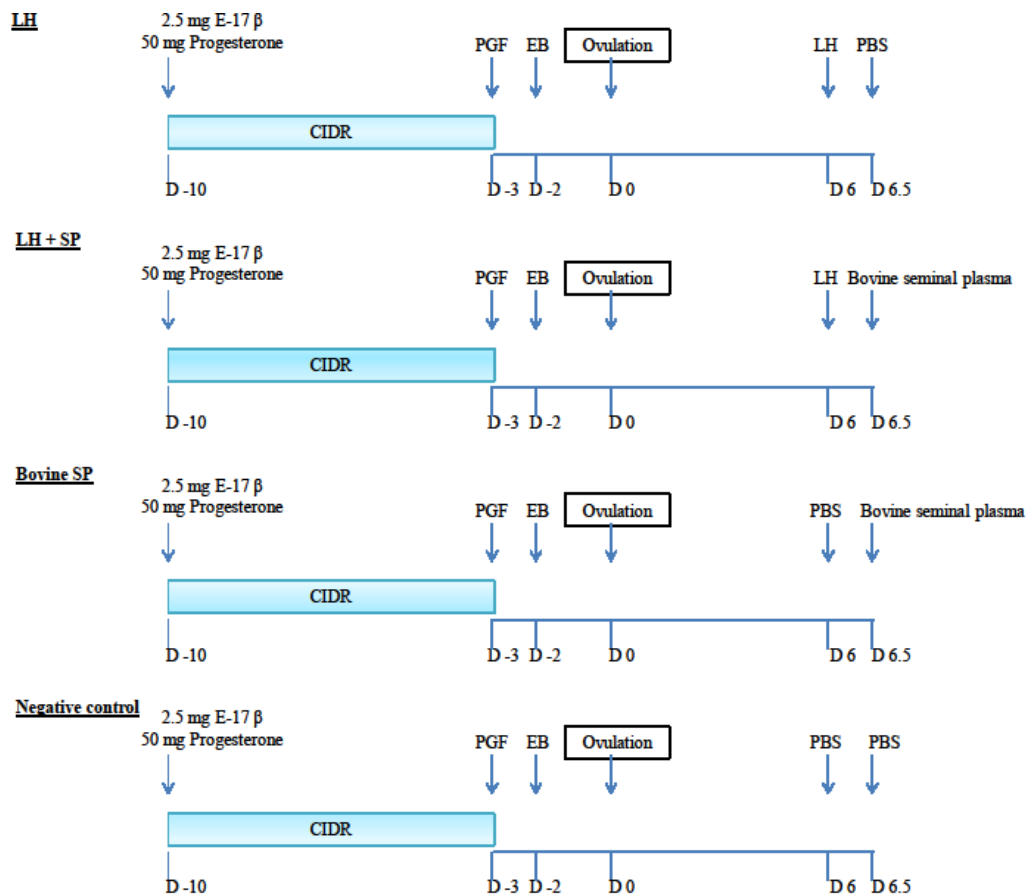 LH
2.5 mg E-17 β
50 mg Progesterone
PGF EB Ovulation LH PBS
CIDR
D -10 D -3 D -2 D 0 D 6 D 6.5
LH + SP
2.5 mg E-17 β
50 mg Progesterone
PGF EB Ovulation LH Bovine seminal plasma
CIDR
D -10 D -3 D -2 D 0 D 6 D 6.5
Bovine SP
2.5 mg E-17 β
50 mg Progesterone
PGF EB Ovulation PBS Bovine seminal plasma
CIDR
D -10 D -3 D -2 D 0 D 6 D 6.5
Negative control
2.5 mg E-17 β
50 mg Progesterone
PGF EB Ovulation PBS PBS
CIDR
D -10 D -3 D -2 D 0 D 6 D 6.5